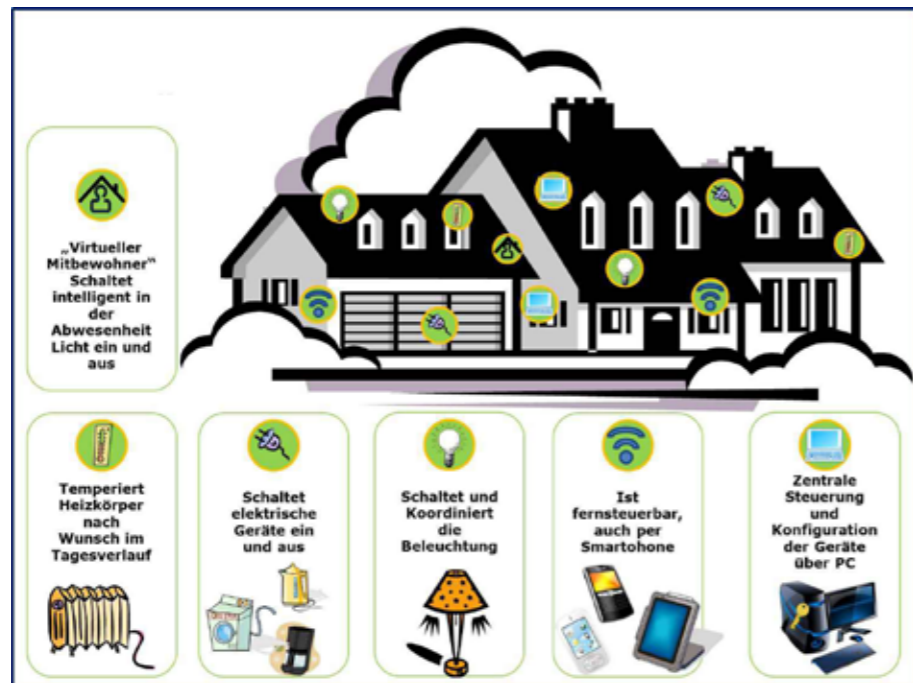 „Virtueller
Mitbewohner“
Schaltet
intelligent in
der
Abwesenheit
Licht ein und
aus
Temperiert
Heizkörper
nach
Wunsch im
Tagesverlauf
Schaltet
elektrische
Geräte ein
und aus
Schaltet und
Koordiniert
die
Beleuchtung
Ist
fernsteuerbar,
auch per
Smartohone
Zentrale
Steuerung
und
Konfiguration
der Geräte
über PC